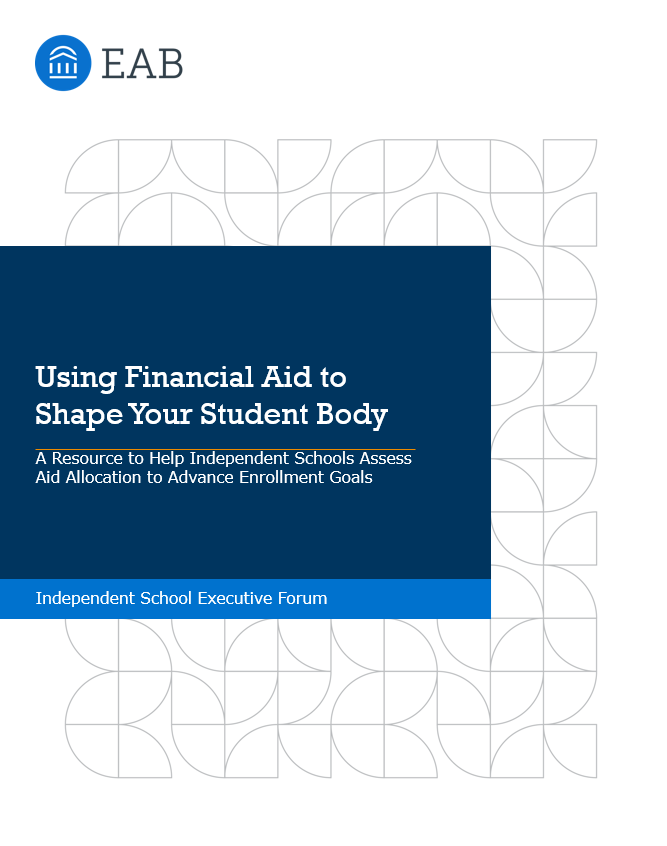 EAB
Using Financial Aid to
Shape Your Student Body
A Resource to Help Independent Schools Assess
Aid Allocation to Advance Enrollment Goals
Independent School Executive Forum